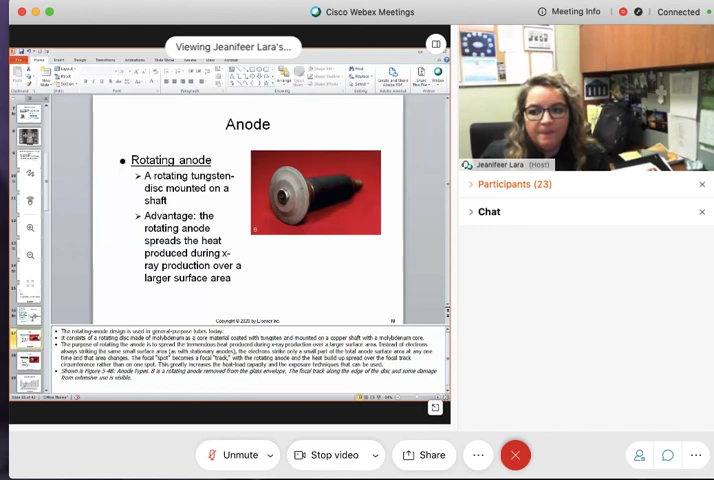 Cisco Webex Meetings
Meeting Info
Connected
Viewing Jeanifeer Lara's...
Anode
Rotating anode
A rotating tungsten-
disc mounted on a
shaft
Advantage: the
rotating anode
spreads the heat
produced during x-
ray production over a
larger surface area
Copyright © 2020 by Elsevier Inc.
The rotating-anode design is used in general-purpose tubes today.
It consists of a rotating disc made of molybdenum as a core material coated with tungsten and mounted on a copper shaft with a molybdenum core.
The purpose of rotating the anode is to spread the tremendous heat produced during x-ray production over a larger surface area. Instead of electrons
always striking the same small surface area (as with stationary anodes), the electrons strike only a small part of the total anode surface area at any one
time and that area changes. The focal "spot" becomes a focal "track," with the rotating anode and the heat build up spread over the focal track
circumference rather than on one spot. This greatly increases the heat-load capacity and the exposure techniques that can be used.
Shown is Figure 5-4B: Anode Types. B is a rotating anode removed from the glass envelope. The focal track along the edge of the disc and some damage
from extensive use is visible.
Jeanifeer Lara (Host)
Participants (23)
Chat
Unmute
Stop video
Share